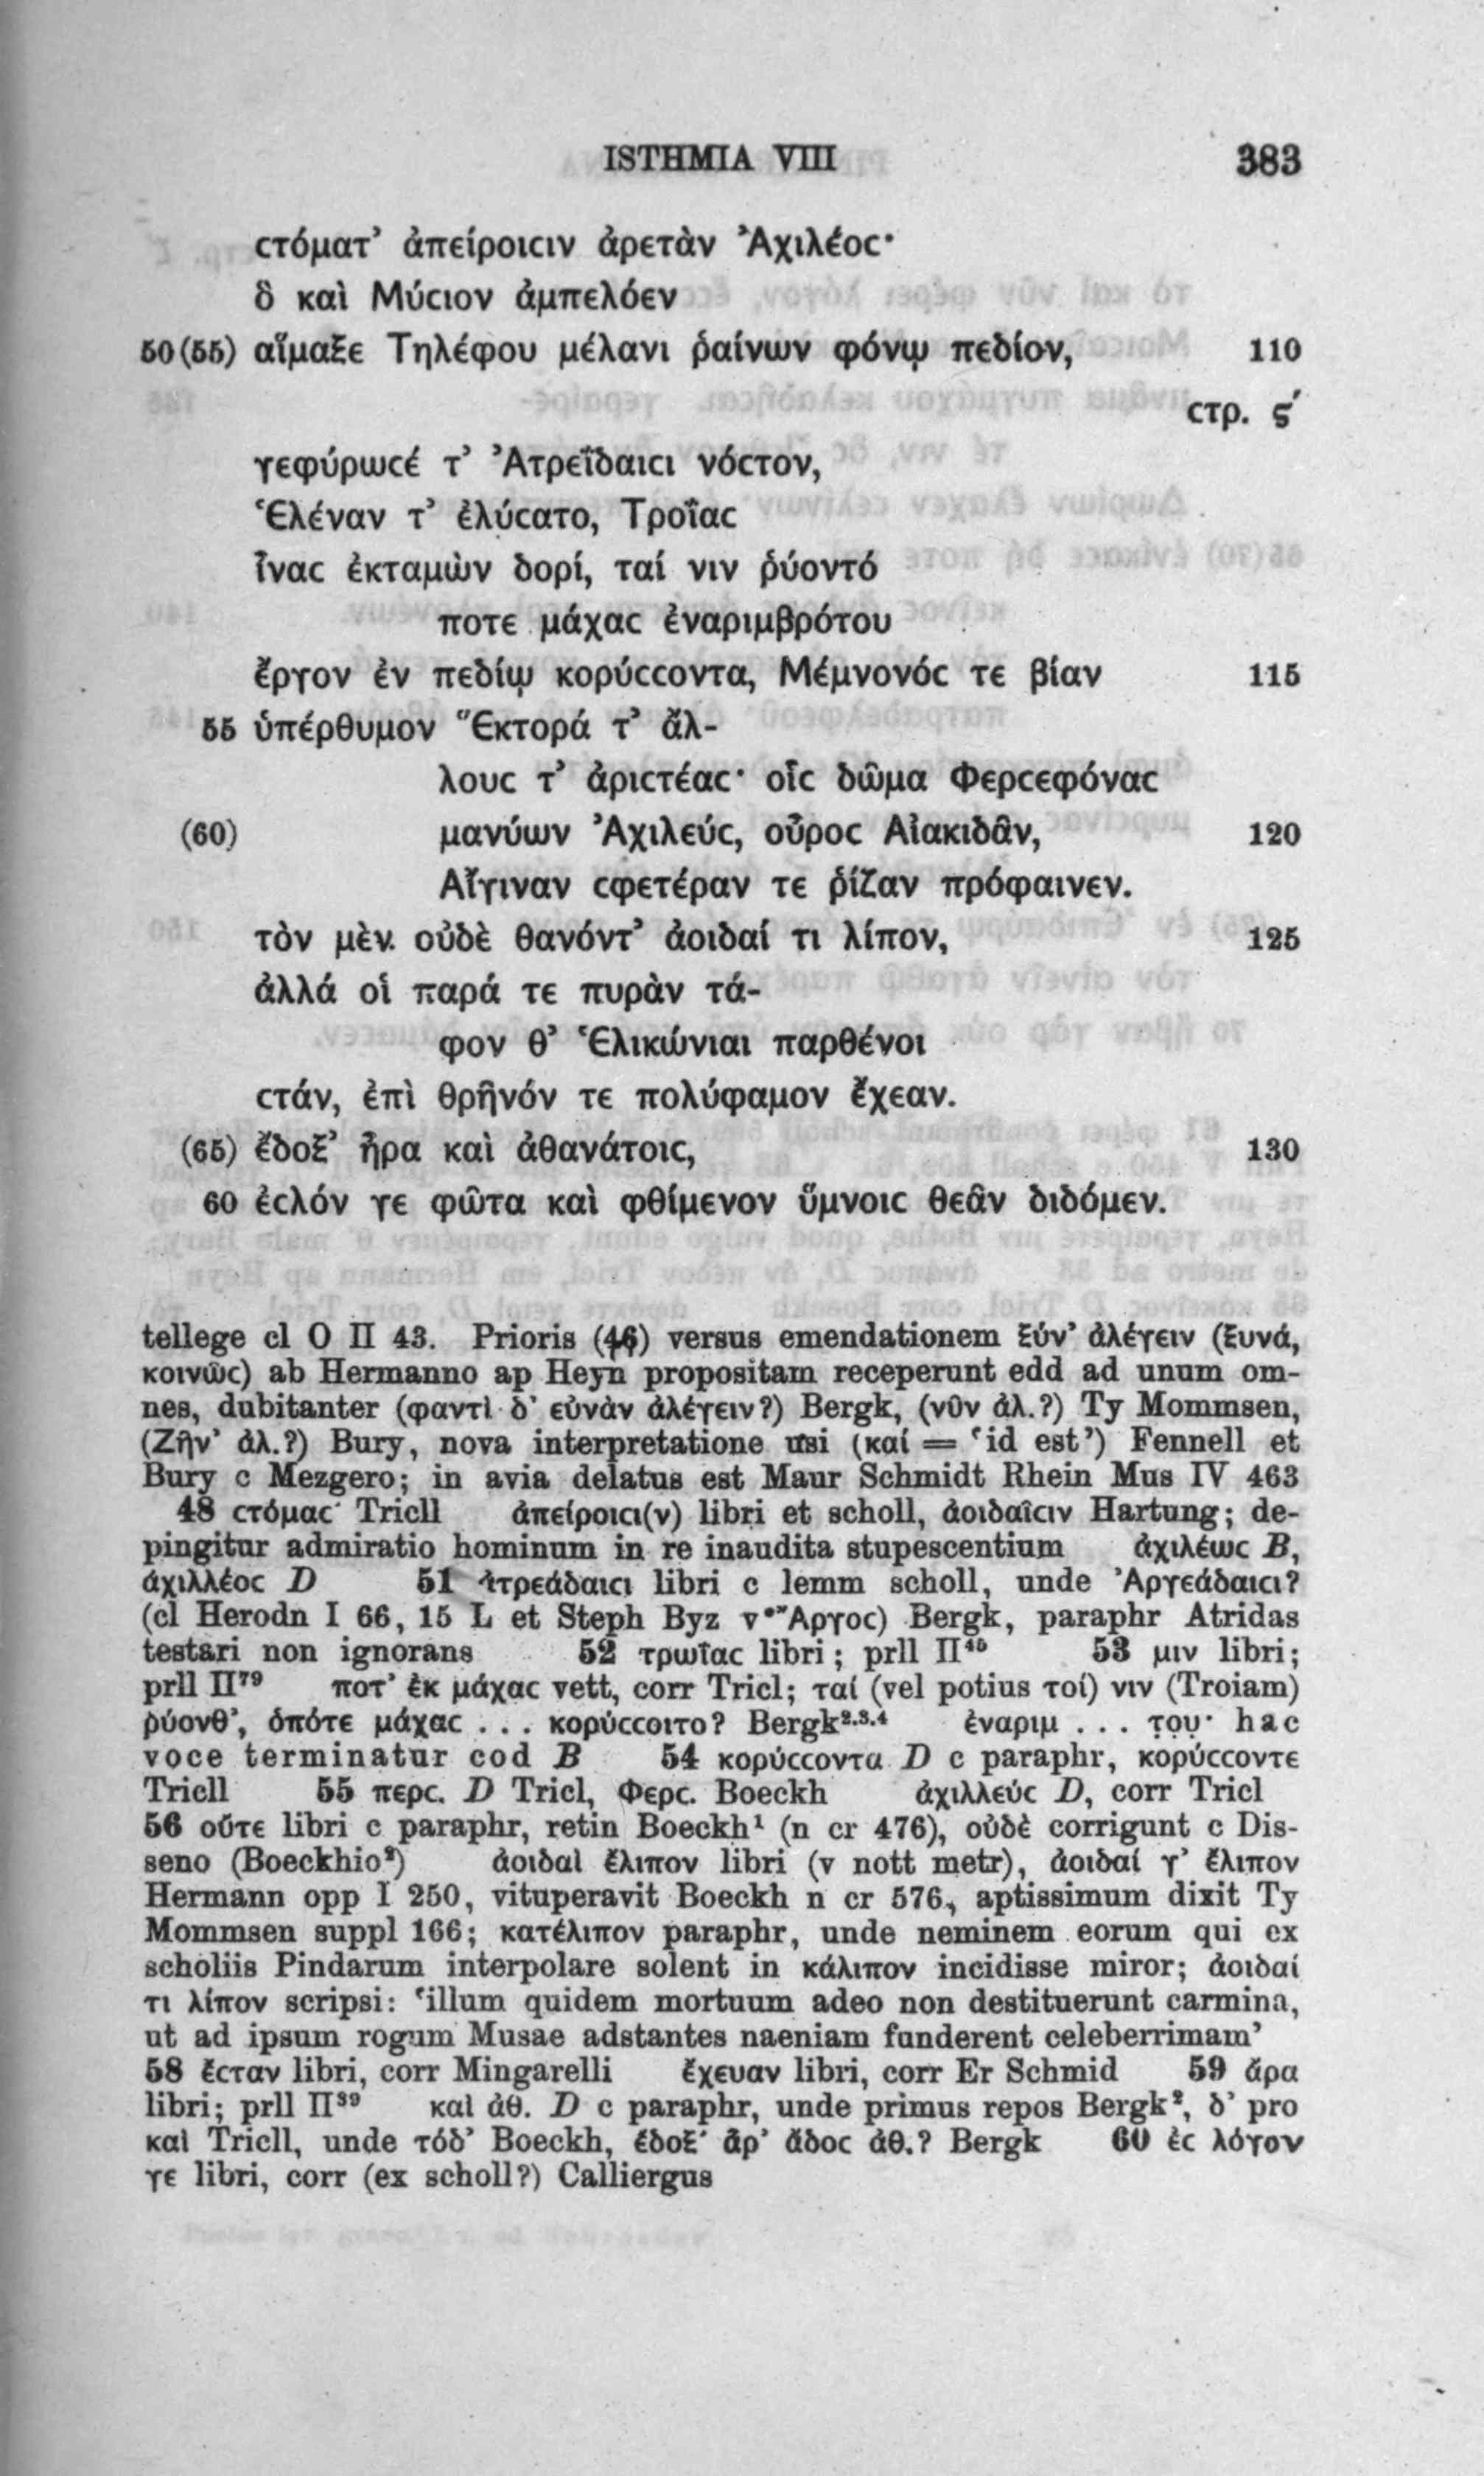 ISTHMIA VIII 383
ϲτόματ’ ἀπείροιϲιν ἀρετὰν Ἀχιλέοϲ·
ὃ καὶ Μύϲιον ἀμπελόεν
50(55) αἵμαξε Τηλέφου μέλανι ῥαίνων φόνῳ πεδίον, 110
ϲτρ. ϛ´
γεφύρωϲέ τ’ Ἀτρεΐδαιϲι νόϲτον,
Ἑλέναν τ’ ἐλύϲατο, Τροΐαϲ
ἶναϲ ἐκταμὼν δορί, ταί νιν ῥύοντό
ποτε μάχαϲ ἐναριμβρότου
ἔργον ἐν πεδίῳ κορύϲϲοντα, Μέμνονόϲ τε βίαν 115
55 ὑπέρθυμον Ἕκτορά τ’ ἄλ-
λουϲ τ’ ἀριϲτέαϲ· οἷϲ δῶμα Φερϲεφόναϲ
(60) μανύων Ἀχιλεύϲ, οὖροϲ Αἰακιδᾶν, 120
Αἴγιναν ϲφετέραν τε ῥίζαν πρόφαινεν.
τὸν μὲν οὐδὲ θανόντ’ ἀοιδαί τι λίπον, 125
ἀλλά οἱ παρά τε πυρὰν τά-
φον θ’ Ἑλικώνιαι παρθένοι
ϲτάν, ἐπὶ θρῆνόν τε πολύφαμον ἔχεαν.
(65) ἔδοξ’ ἦρα καὶ ἀθανάτοιϲ, 130
60 ἐϲλόν γε φῶτα καὶ φθίμενον ὕμνοιϲ θεᾶν διδόμεν.
tellege cl O II 43. Prioris (46) versus emendationem ξύν’ ἀλέγειν (ξυνά,
κοινῶϲ) ab Hermanno ap Heyn propositam receperunt edd ad unum om-
nes, dubitanter (φαντὶ δ’ εὐνὰν ἀλέγειν?) Bergk, (νῦν ἀλ.?) Ty Mommsen,
(Ζῆν’ ἀλ.?) Bury, nova interpretatione usi (καί = ‘id est’) Fennell et
Bury c Mezgero; in avia delatus est Maur Schmidt Rhein Mus IV 463
48 ϲτόμαϲ· Tricll ἀπείροιϲι(ν) libri et scholl, ἀοιδαῖϲιν Hartung; de-
pingitur admiratio hominum in re inaudita stupescentium ἀχιλέωϲ B,
ἀχιλλέοϲ D 51 Ἀτρεάδαιϲι libri c lemm scholl, unde Ἀργεάδαιϲι?
(cl Herodn I 66, 15 L et Steph Byz v Ἄργοϲ) Bergk, paraphr Atridas
testari non ignorans 52 τρωΐαϲ libri; prll II⁴⁵ 53 μιν libri;
prll II⁷⁹ ποτ’ ἐκ μάχαϲ vett, corr Tricl; ταί (vel potius τοί) νιν (Troiam)
ῥύονθ’, ὁπότε μάχαϲ . . . κορύϲϲοιτο? Bergk²·³·⁴ ἐναριμ . . . του· hac
voce terminatur cod B 54 κορύϲϲοντα D c paraphr, κορύϲϲοντε
Tricll 55 περϲ. D Tricl, Φερϲ. Boeckh ἀχιλλεύϲ D, corr Tricl
56 οὔτε libri c paraphr, retin Boeckh¹ (n cr 476), οὐδὲ corrigunt c Dis-
seno (Boeckhio²) ἀοιδαὶ ἔλιπον libri (v nott metr), ἀοιδαί γ’ ἔλιπον
Hermann opp I 250, vituperavit Boeckh n cr 576, aptissimum dixit Ty
Mommsen suppl 166; κατέλιπον paraphr, unde neminem eorum qui ex
scholiis Pindarum interpolare solent in κάλιπον incidisse miror; ἀοιδαί
τι λίπον scripsi: ‘illum quidem mortuum adeo non destituerunt carmina,
ut ad ipsum rogum Musae adstantes naeniam funderent celeberrimam’
58 ἔϲταν libri, corr Mingarelli ἔχευαν libri, corr Er Schmid 59 ἄρα
libri; prll II³⁹ καὶ ἀθ. D c paraphr, unde primus repos Bergk², δ’ pro
καὶ Tricll, unde τόδ’ Boeckh, ἔδοξ’ ἆρ’ ἄδοϲ ἀθ.? Bergk 60 ἐϲ λόγον
γε libri, corr (ex scholl?) Calliergus